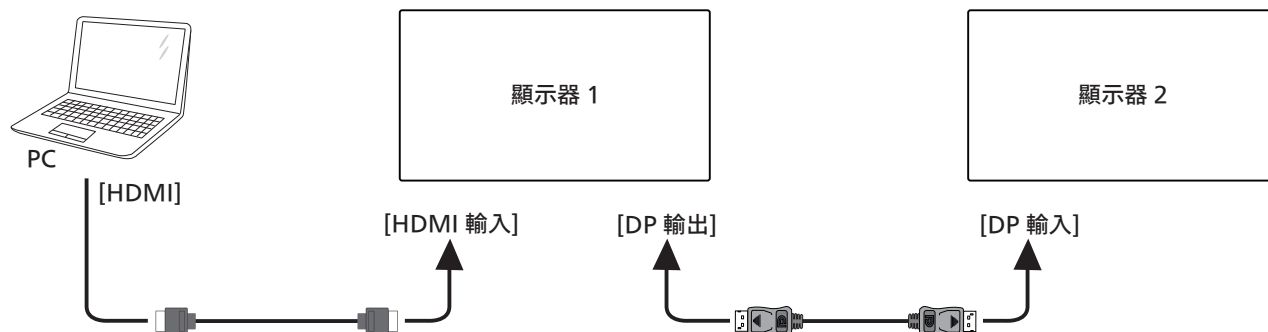 顯示器 1
顯示器 2
PC
[HDMI]
[HDMI 輸入]
[DP 輸出]
[DP 輸入]